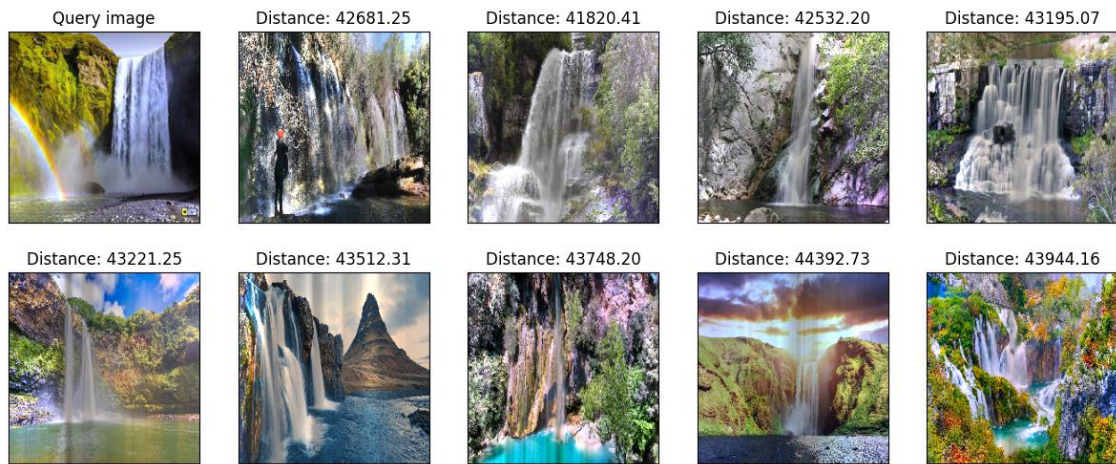 Query image
Distance: 42681.25
Distance: 41820.41
Distance: 42532.20
Distance: 43195.07
Distance: 43221.25
Distance: 43512.31
Distance: 43748.20
Distance: 44392.73
Distance: 43944.16